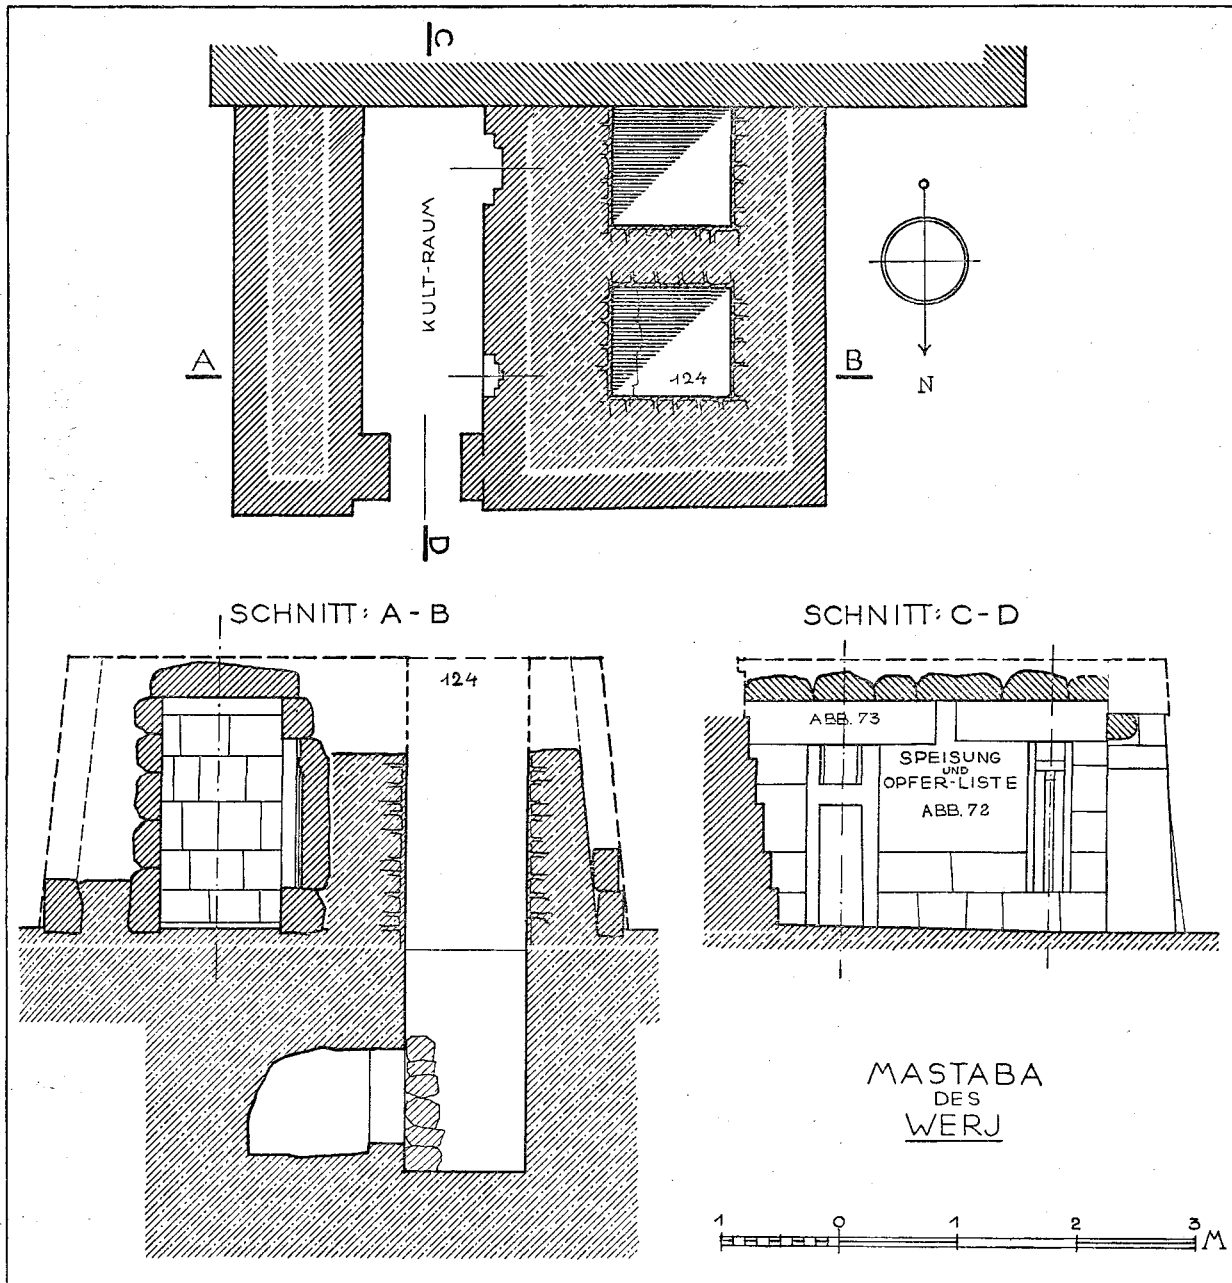 C
KULT-RAUM
A
B
124
N
D
SCHNITT: A - B
SCHNITT: C - D
124
ABB. 73
SPEISUNG
UND
OPFER-LISTE
ABB. 72
MASTABA
DES
WERJ
1 0 1 2 3 M